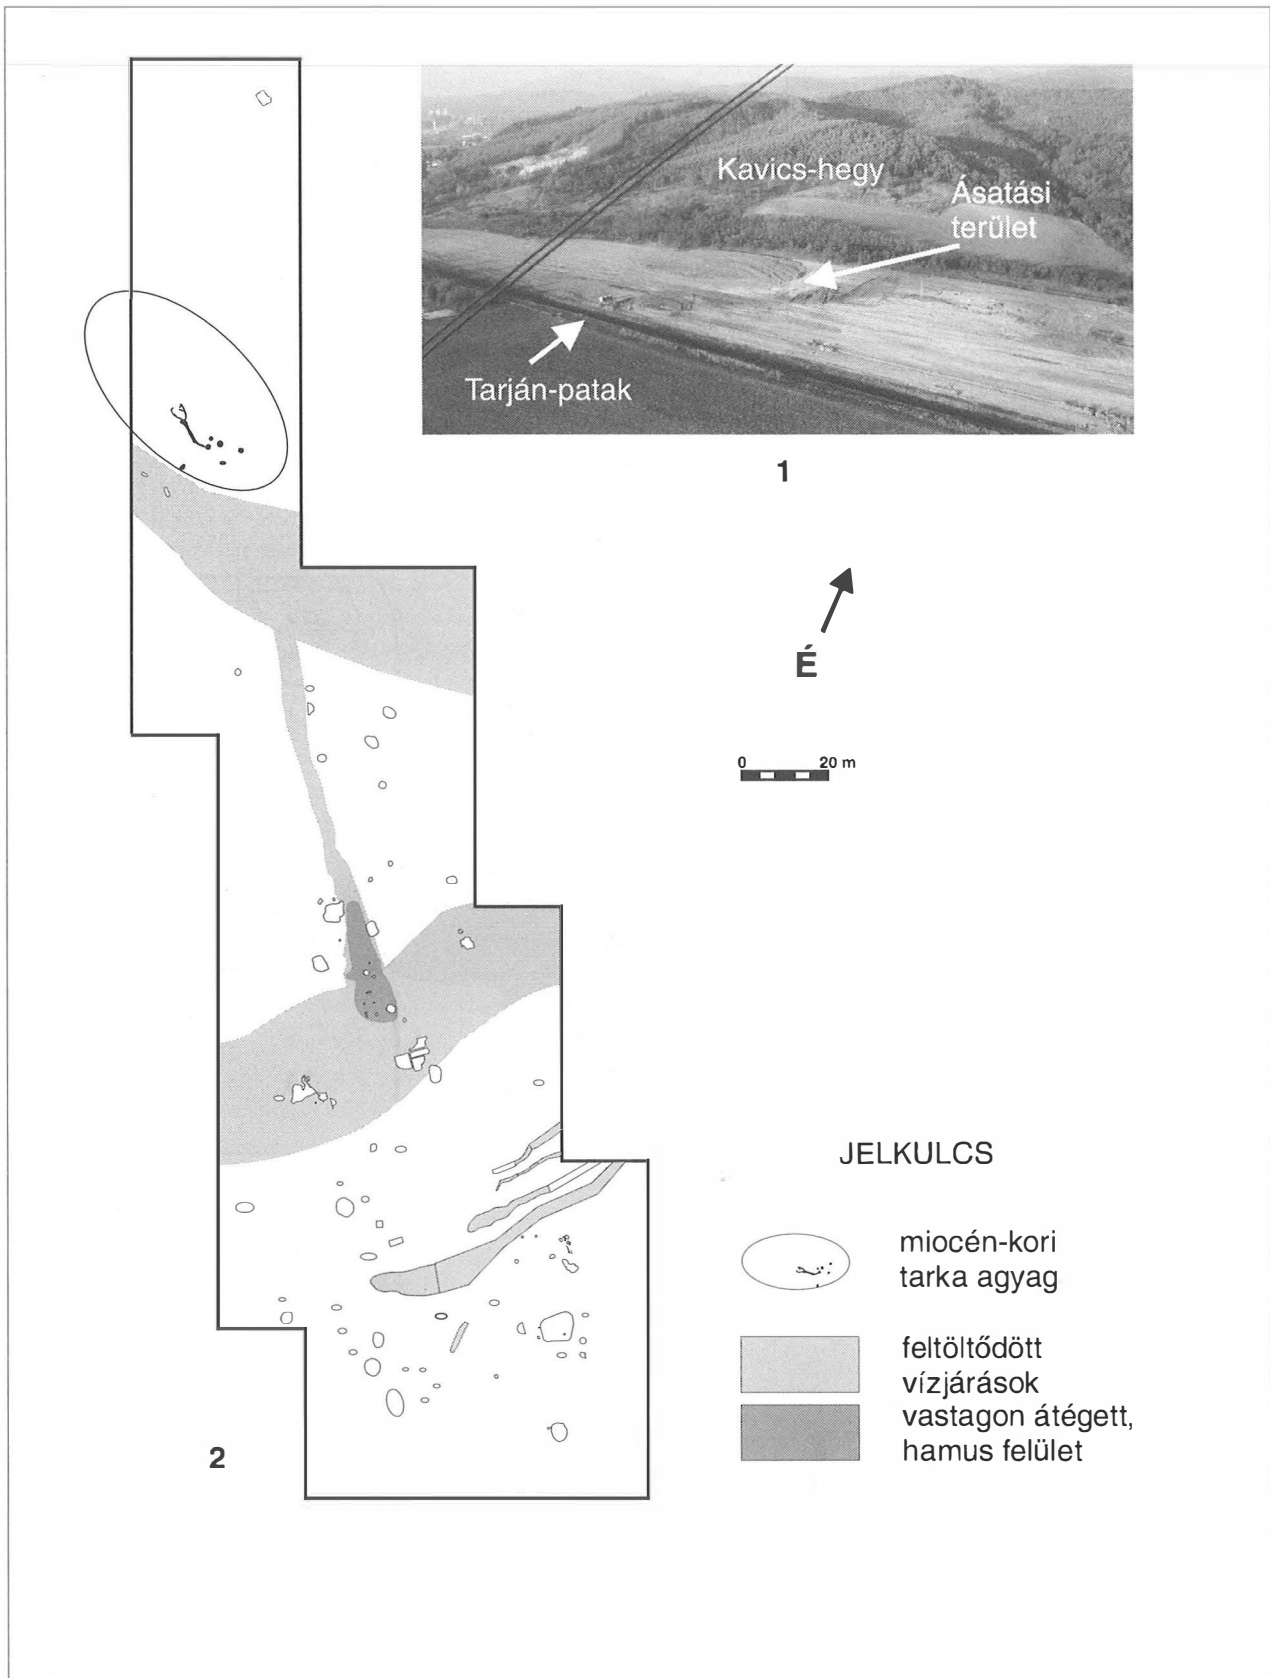 Kavics-hegy
Ásatási
terület
Tarján-patak
1
É
0 20 m
JELKULCS
miocén-kori
tarka agyag
feltöltődött
vízjárások
vastagon átégett,
hamus felület
2